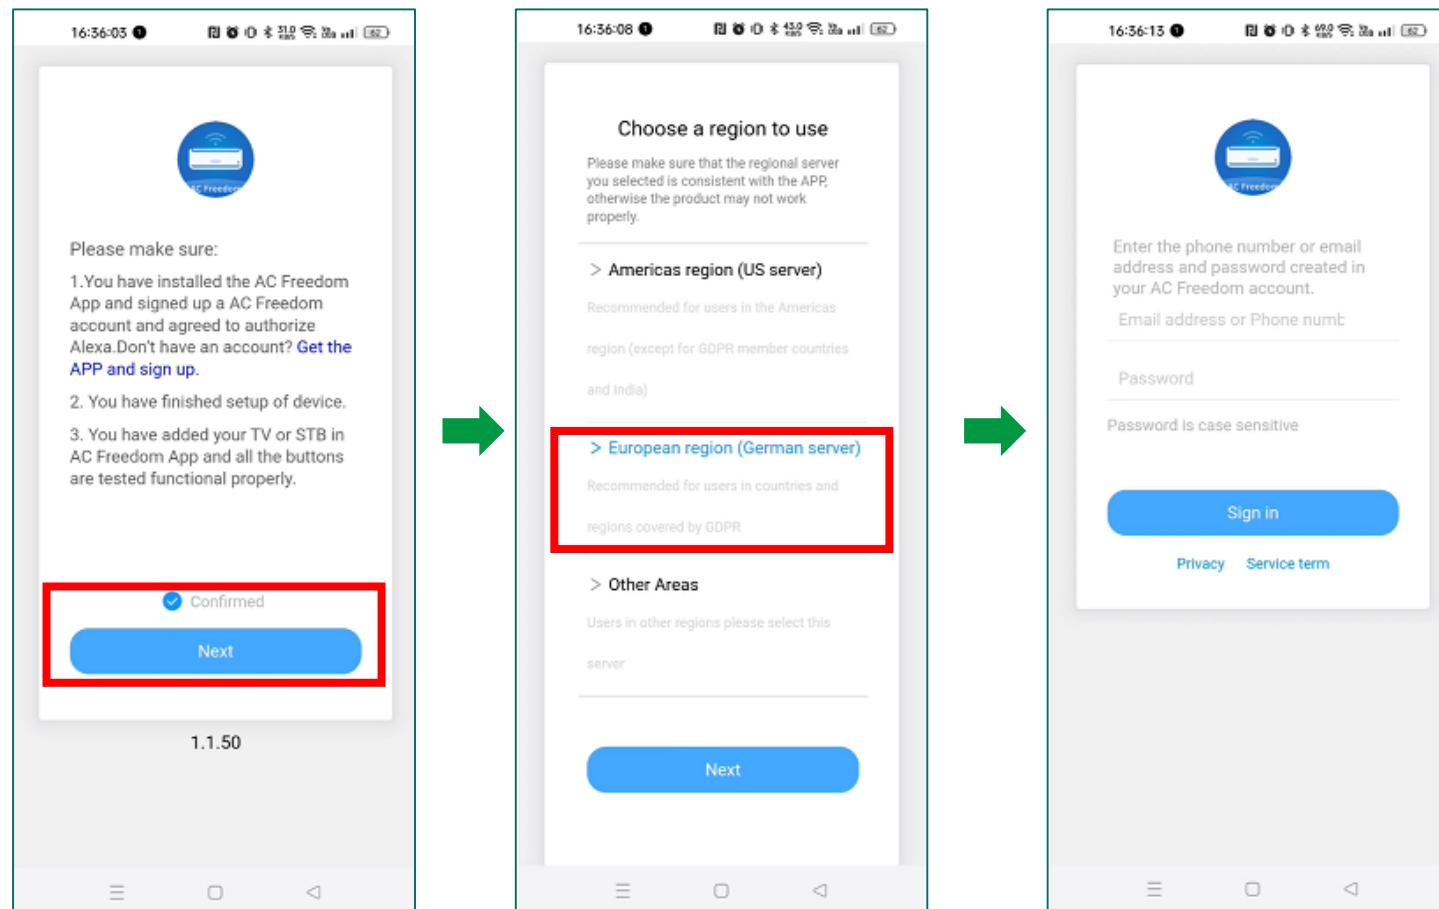 16:36:03
62
AC Freedom
Please make sure:
1.You have installed the AC Freedom
App and signed up a AC Freedom
account and agreed to authorize
Alexa.Don't have an account? Get the
APP and sign up.
2. You have finished setup of device.
3. You have added your TV or STB in
AC Freedom App and all the buttons
are tested functional properly.
Confirmed
Next
1.1.50
16:36:08
62
Choose a region to use
Please make sure that the regional server
you selected is consistent with the APP,
otherwise the product may not work
properly.
> Americas region (US server)
Recommended for users in the Americas
region (except for GDPR member countries
and India)
> European region (German server)
Recommended for users in countries and
regions covered by GDPR
> Other Areas
Users in other regions please select this
server
Next
16:36:13
62
AC Freedom
Enter the phone number or email
address and password created in
your AC Freedom account.
Email address or Phone numb
Password
Password is case sensitive
Sign in
Privacy Service term